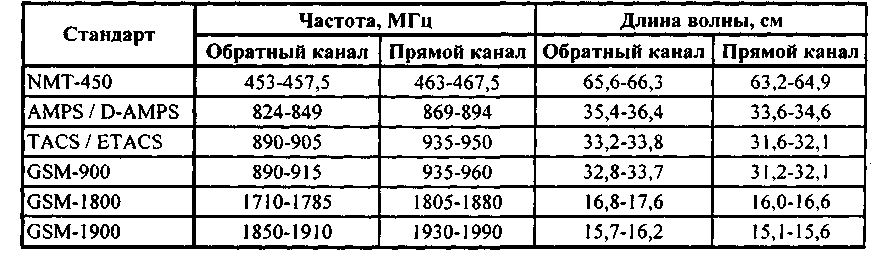 Стандарт Частота, МГц Длина волны, см
Обратный канал Прямой канал Обратный канал Прямой канал
NMT-450 453-457,5 463-467,5 65,6-66,3 63,2-64,9
AMPS / D-AMPS 824-849 869-894 35,4-36,4 33,6-34,6
TACS / ETACS 890-905 935-950 33,2-33,8 31,6-32,1
GSM-900 890-915 935-960 32,8-33,7 31,2-32,1
GSM-1800 1710-1785 1805-1880 16,8-17,6 16,0-16,6
GSM-1900 1850-1910 1930-1990 15,7-16,2 15,1-15,6